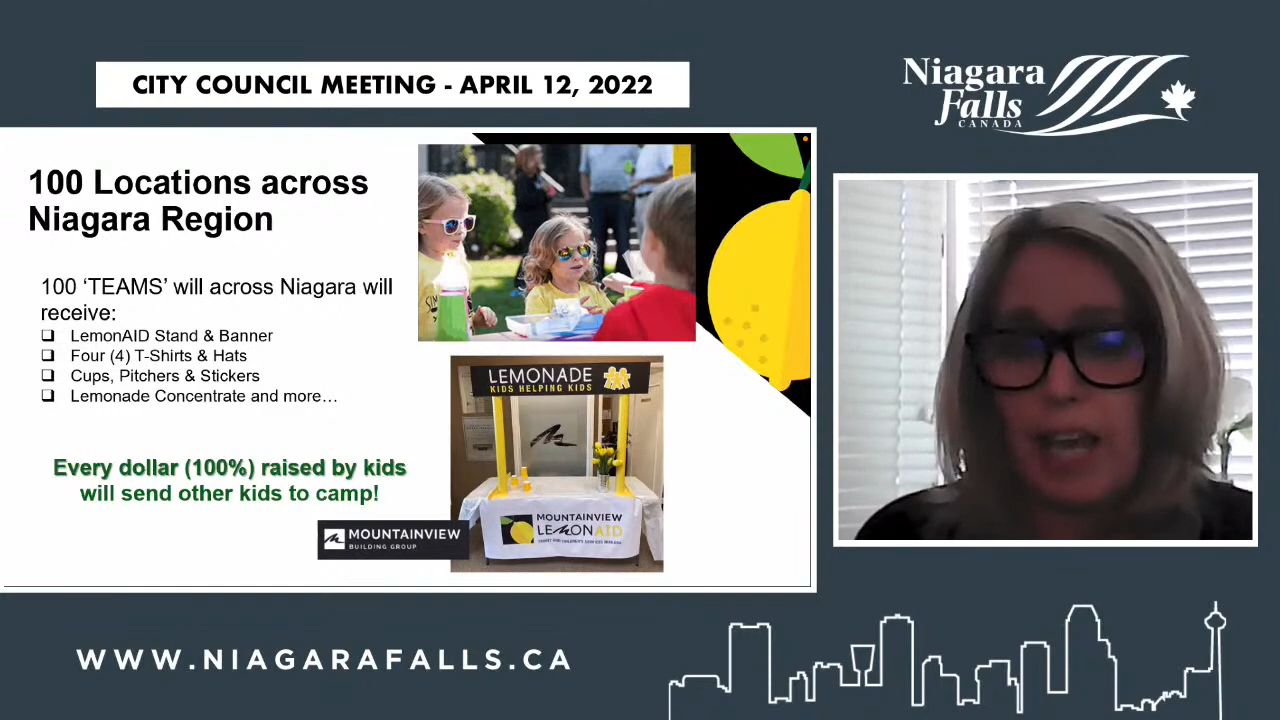 CITY COUNCIL MEETING - APRIL 12, 2022
Niagara
Falls
CANADA
100 Locations across
Niagara Region
100 ‘TEAMS’ will across Niagara will
receive:
LemonAID Stand & Banner
Four (4) T-Shirts & Hats
Cups, Pitchers & Stickers
Lemonade Concentrate and more…
Every dollar (100%) raised by kids
will send other kids to camp!
MOUNTAINVIEW
BUILDING GROUP
LEMONADE
KIDS HELPING KIDS
MOUNTAINVIEW
LEMONAID
WWW.NIAGARAFALLS.CA